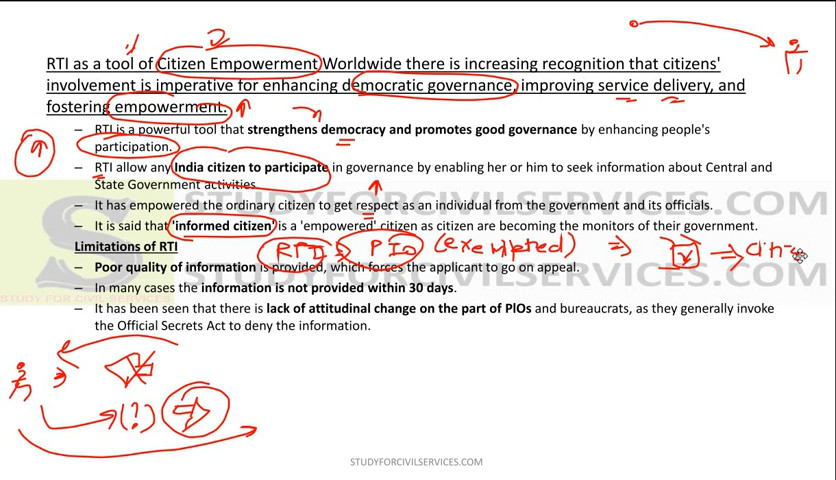 RTI as a tool of Citizen Empowerment Worldwide there is increasing recognition that citizens'
involvement is imperative for enhancing democratic governance, improving service delivery, and
fostering empowerment.
– RTI is a powerful tool that strengthens democracy and promotes good governance by enhancing people's
participation.
– RTI allow any India citizen to participate in governance by enabling her or him to seek information about Central and
State Government activities.
– It has empowered the ordinary citizen to get respect as an individual from the government and its officials.
– It is said that 'informed citizen' is a 'empowered' citizen as citizen are becoming the monitors of their government.
Limitations of RTI
RTI PIO (exempted) ⇒ ⇒
– Poor quality of information is provided, which forces the applicant to go on appeal.
– In many cases the information is not provided within 30 days.
– It has been seen that there is lack of attitudinal change on the part of PIOs and bureaucrats, as they generally invoke
the Official Secrets Act to deny the information.
(?)
STUDYFORCIVILSERVICES.COM
STUDYFORCIVILSERVICES.COM
STUDY FOR CIVIL SERVICES
STUDYFORCIVILSERVICES.COM